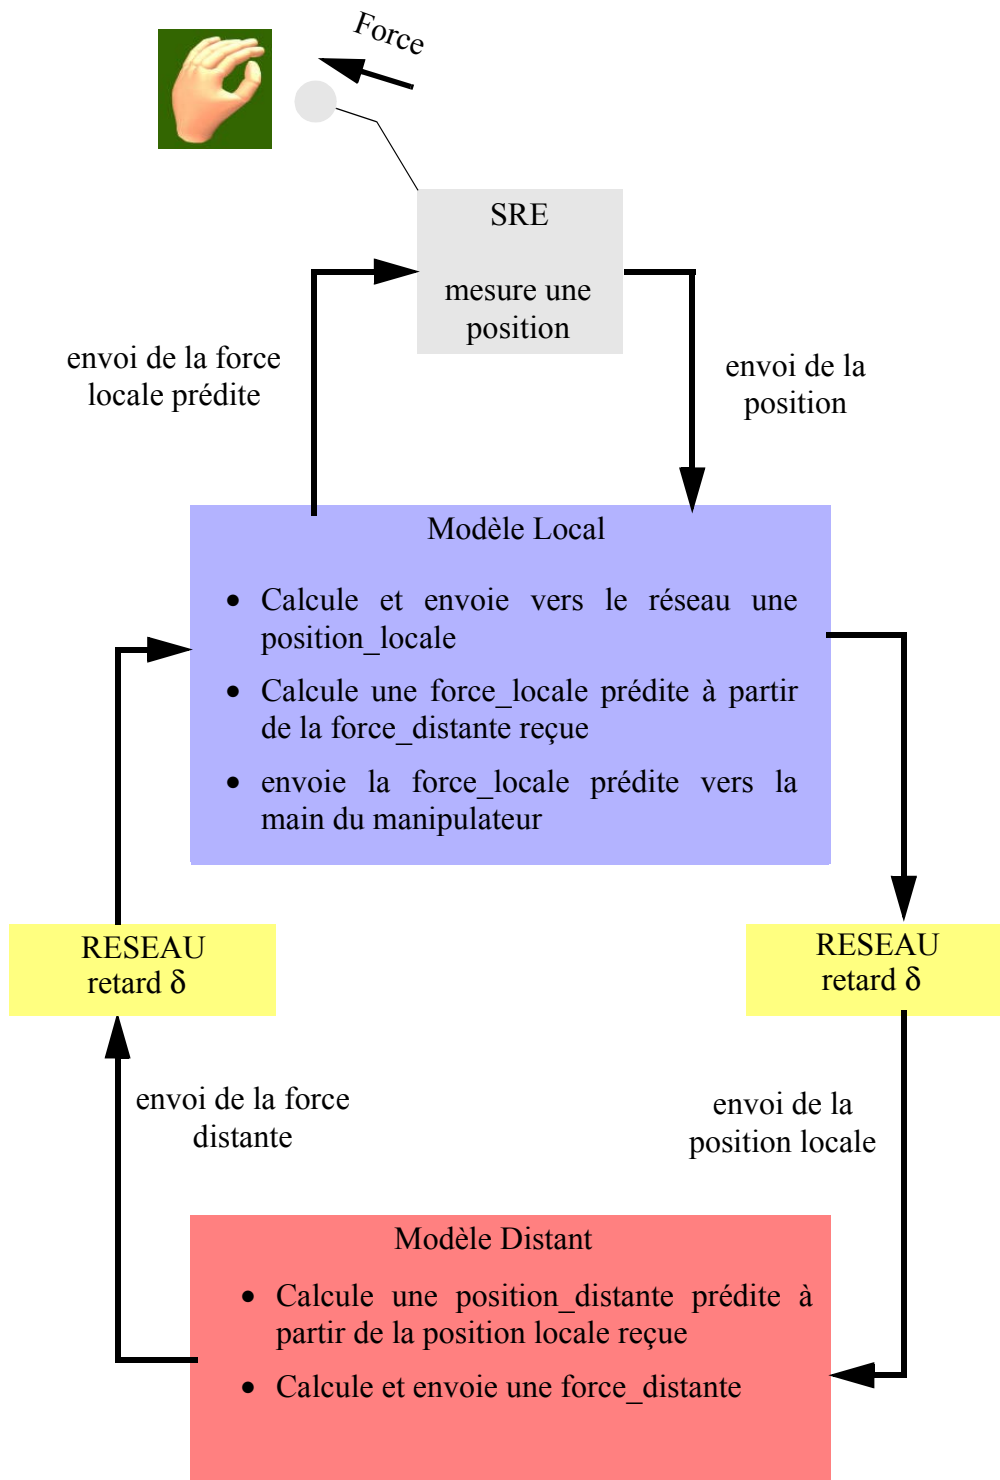 Force
SRE
mesure une
position
envoi de la force
locale prédite
envoi de la
position
Modèle Local
• Calcule et envoie vers le réseau une
position_locale
• Calcule une force_locale prédite à partir
de la force_distante reçue
• envoie la force_locale prédite vers la
main du manipulateur
RESEAU
retard δ
RESEAU
retard δ
envoi de la force
distante
envoi de la
position locale
Modèle Distant
• Calcule une position_distante prédite à
partir de la position locale reçue
• Calcule et envoie une force_distante